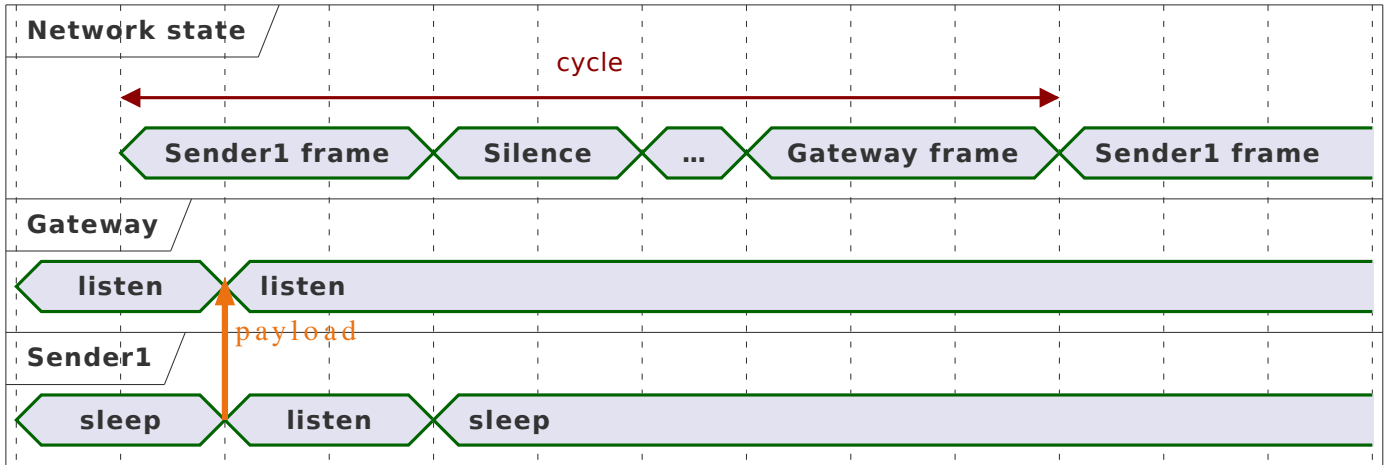 Network state
cycle
Sender1 frame Silence ... Gateway frame Sender1 frame
Gateway
listen listen
payload
Sender1
sleep listen sleep